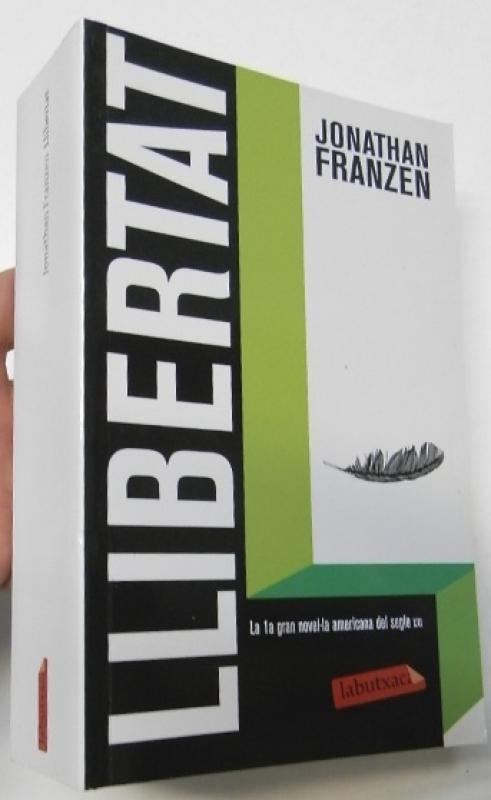 Jonathan Franzen Llibertat
LLIBERTAT
JONATHAN
FRANZEN
La 1a gran novel·la americana del segle XXI
labutxaca